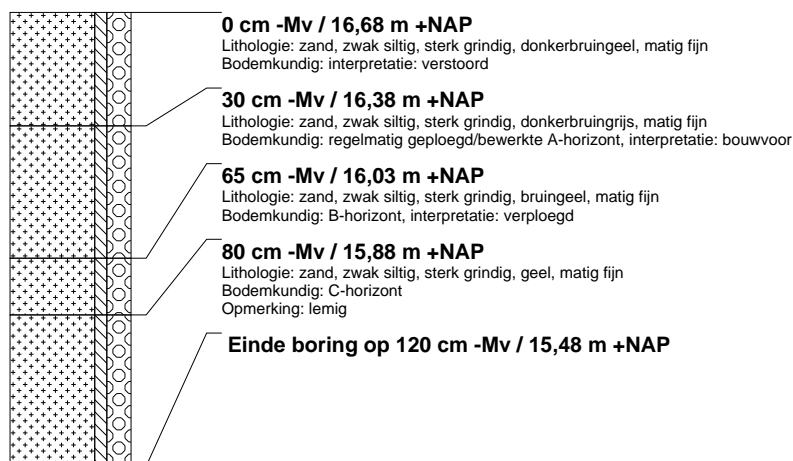 0 cm -Mv / 16,68 m +NAP
Lithologie: zand, zwak siltig, sterk grindig, donkerbruingeel, matig fijn
Bodemkundig: interpretatie: verstoord
30 cm -Mv / 16,38 m +NAP
Lithologie: zand, zwak siltig, sterk grindig, donkerbruingrijs, matig fijn
Bodemkundig: regelmatig geploegd/bewerkte A-horizont, interpretatie: bouwvoor
65 cm -Mv / 16,03 m +NAP
Lithologie: zand, zwak siltig, sterk grindig, bruingeel, matig fijn
Bodemkundig: B-horizont, interpretatie: verploegd
80 cm -Mv / 15,88 m +NAP
Lithologie: zand, zwak siltig, sterk grindig, geel, matig fijn
Bodemkundig: C-horizont
Opmerking: lemig
Einde boring op 120 cm -Mv / 15,48 m +NAP